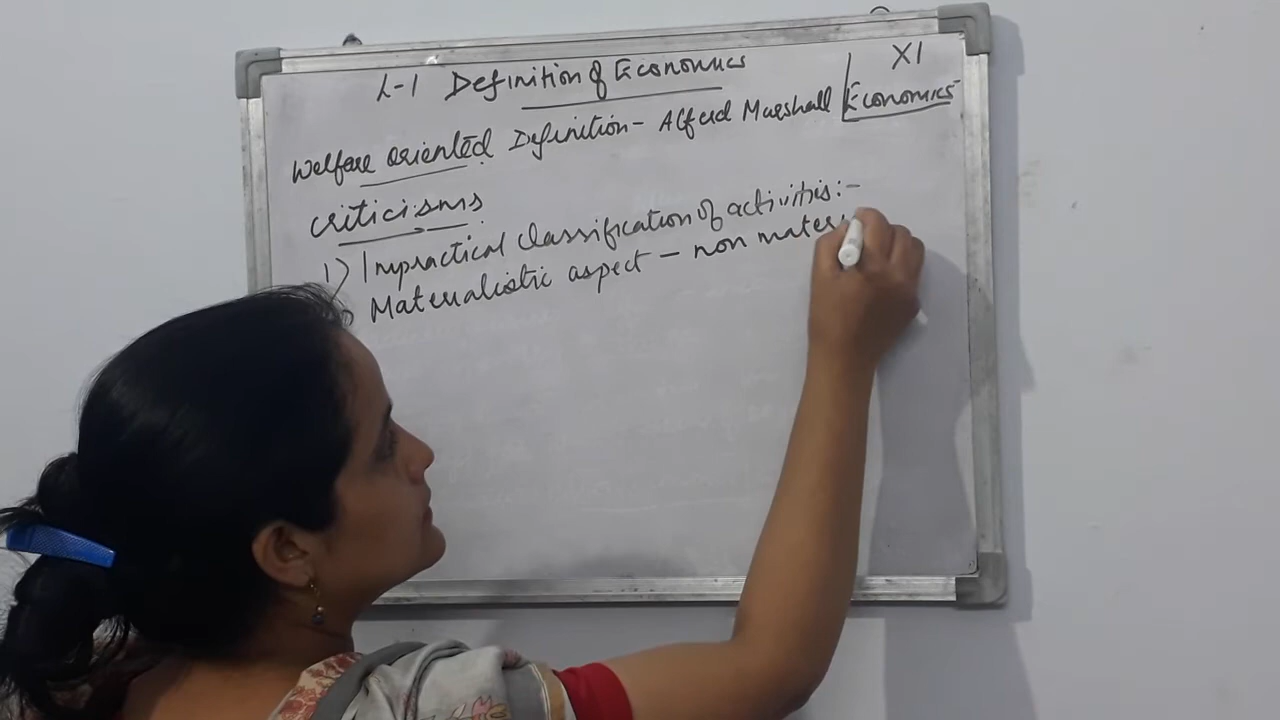 L-1 Definition of Economics
XI
Economics
Welfare oriented Definition- Alfred Marshall
criticisms
1) Impractical classification of activities:-
Materialistic aspect - non mater